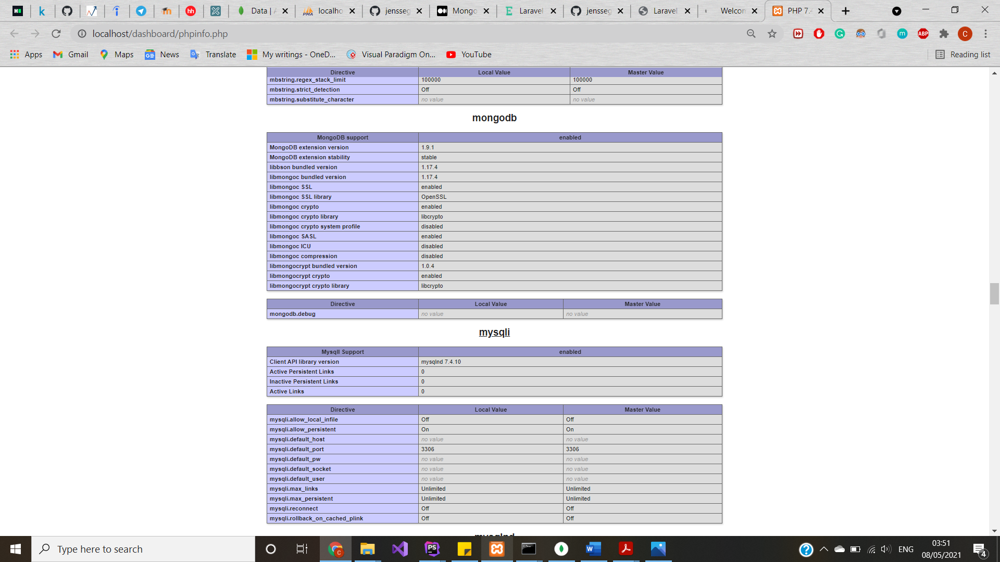 Data | A
localho
jensseg
Mongo
Laravel
jensseg
Laravel
Welcom
PHP 7.4
localhost/dashboard/phpinfo.php
Apps
Gmail
Maps
News
Translate
My writings - OneD...
Visual Paradigm On...
YouTube
Reading list
Directive Local Value Master Value
mbstring.regex_stack_limit 100000 100000
mbstring.strict_detection Off Off
mbstring.substitute_character no value no value
mongodb
MongoDB support enabled
MongoDB extension version 1.9.1
MongoDB extension stability stable
libbson bundled version 1.17.4
libmongoc bundled version 1.17.4
libmongoc SSL enabled
libmongoc SSL library OpenSSL
libmongoc crypto enabled
libmongoc crypto library libcrypto
libmongoc crypto system profile disabled
libmongoc SASL enabled
libmongoc ICU disabled
libmongoc compression disabled
libmongocrypt bundled version 1.0.4
libmongocrypt crypto enabled
libmongocrypt crypto library libcrypto
Directive Local Value Master Value
mongodb.debug no value no value
mysqli
MysqlI Support enabled
Client API library version mysqlnd 7.4.10
Active Persistent Links 0
Inactive Persistent Links 0
Active Links 0
Directive Local Value Master Value
mysqli.allow_local_infile Off Off
mysqli.allow_persistent On On
mysqli.default_host no value no value
mysqli.default_port 3306 3306
mysqli.default_pw no value no value
mysqli.default_socket no value no value
mysqli.default_user no value no value
mysqli.max_links Unlimited Unlimited
mysqli.max_persistent Unlimited Unlimited
mysqli.reconnect Off Off
mysqli.rollback_on_cached_plink Off Off
mysqlnd
Type here to search
ENG
03:51
08/05/2021
4